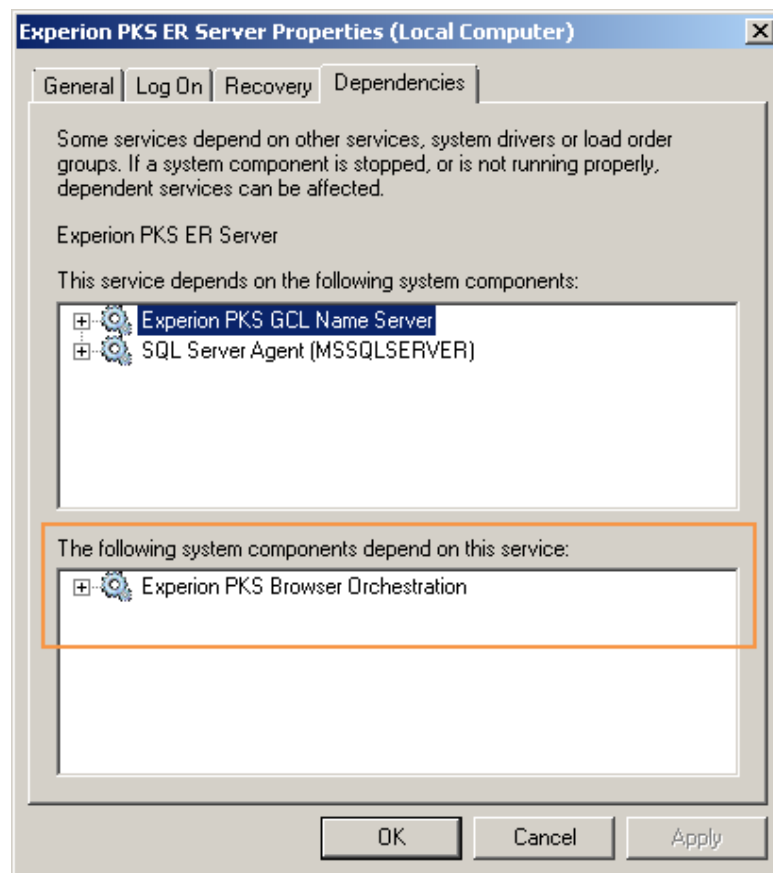 Experion PKS ER Server Properties (Local Computer)
General Log On Recovery Dependencies
Some services depend on other services, system drivers or load order
groups. If a system component is stopped, or is not running properly,
dependent services can be affected.
Experion PKS ER Server
This service depends on the following system components:
Experion PKS GCL Name Server
SQL Server Agent (MSSQLSERVER)
The following system components depend on this service:
Experion PKS Browser Orchestration
OK Cancel Apply